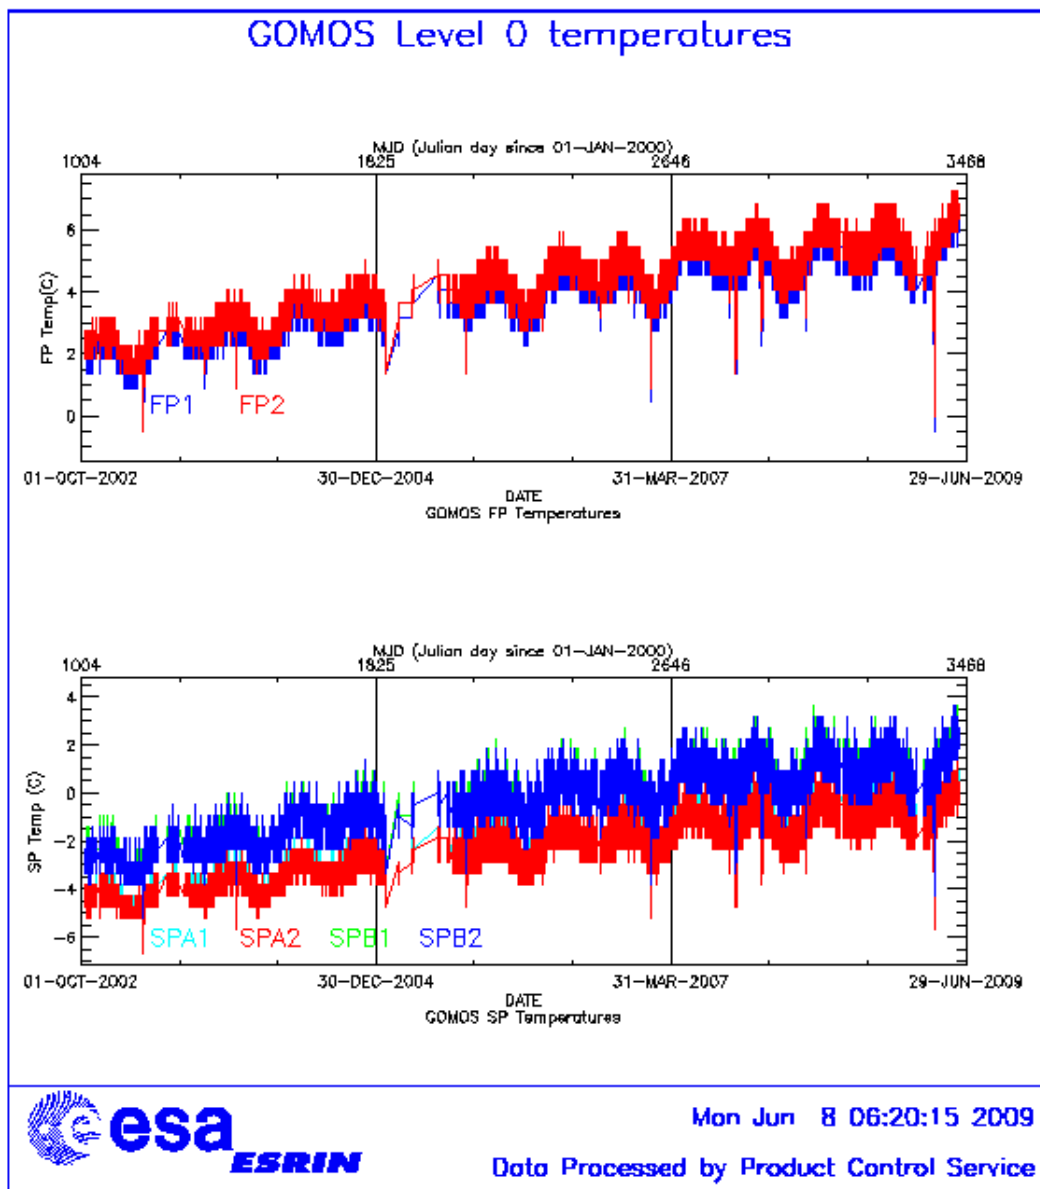 GOMOS Level 0 temperatures
MJD (Julian day since 01-JAN-2000)
1004 1825 2646 3468
6
4
2
0
FP Temp(C)
FP1 FP2
01-OCT-2002 30-DEC-2004 31-MAR-2007 29-JUN-2009
DATE
GOMOS FP Temperatures
MJD (Julian day since 01-JAN-2000)
1004 1825 2646 3468
4
2
0
-2
-4
-6
SP Temp (C)
SPA1 SPA2 SPB1 SPB2
01-OCT-2002 30-DEC-2004 31-MAR-2007 29-JUN-2009
DATE
GOMOS SP Temperatures
esa
ESRIN
Mon Jun 8 06:20:15 2009
Data Processed by Product Control Service